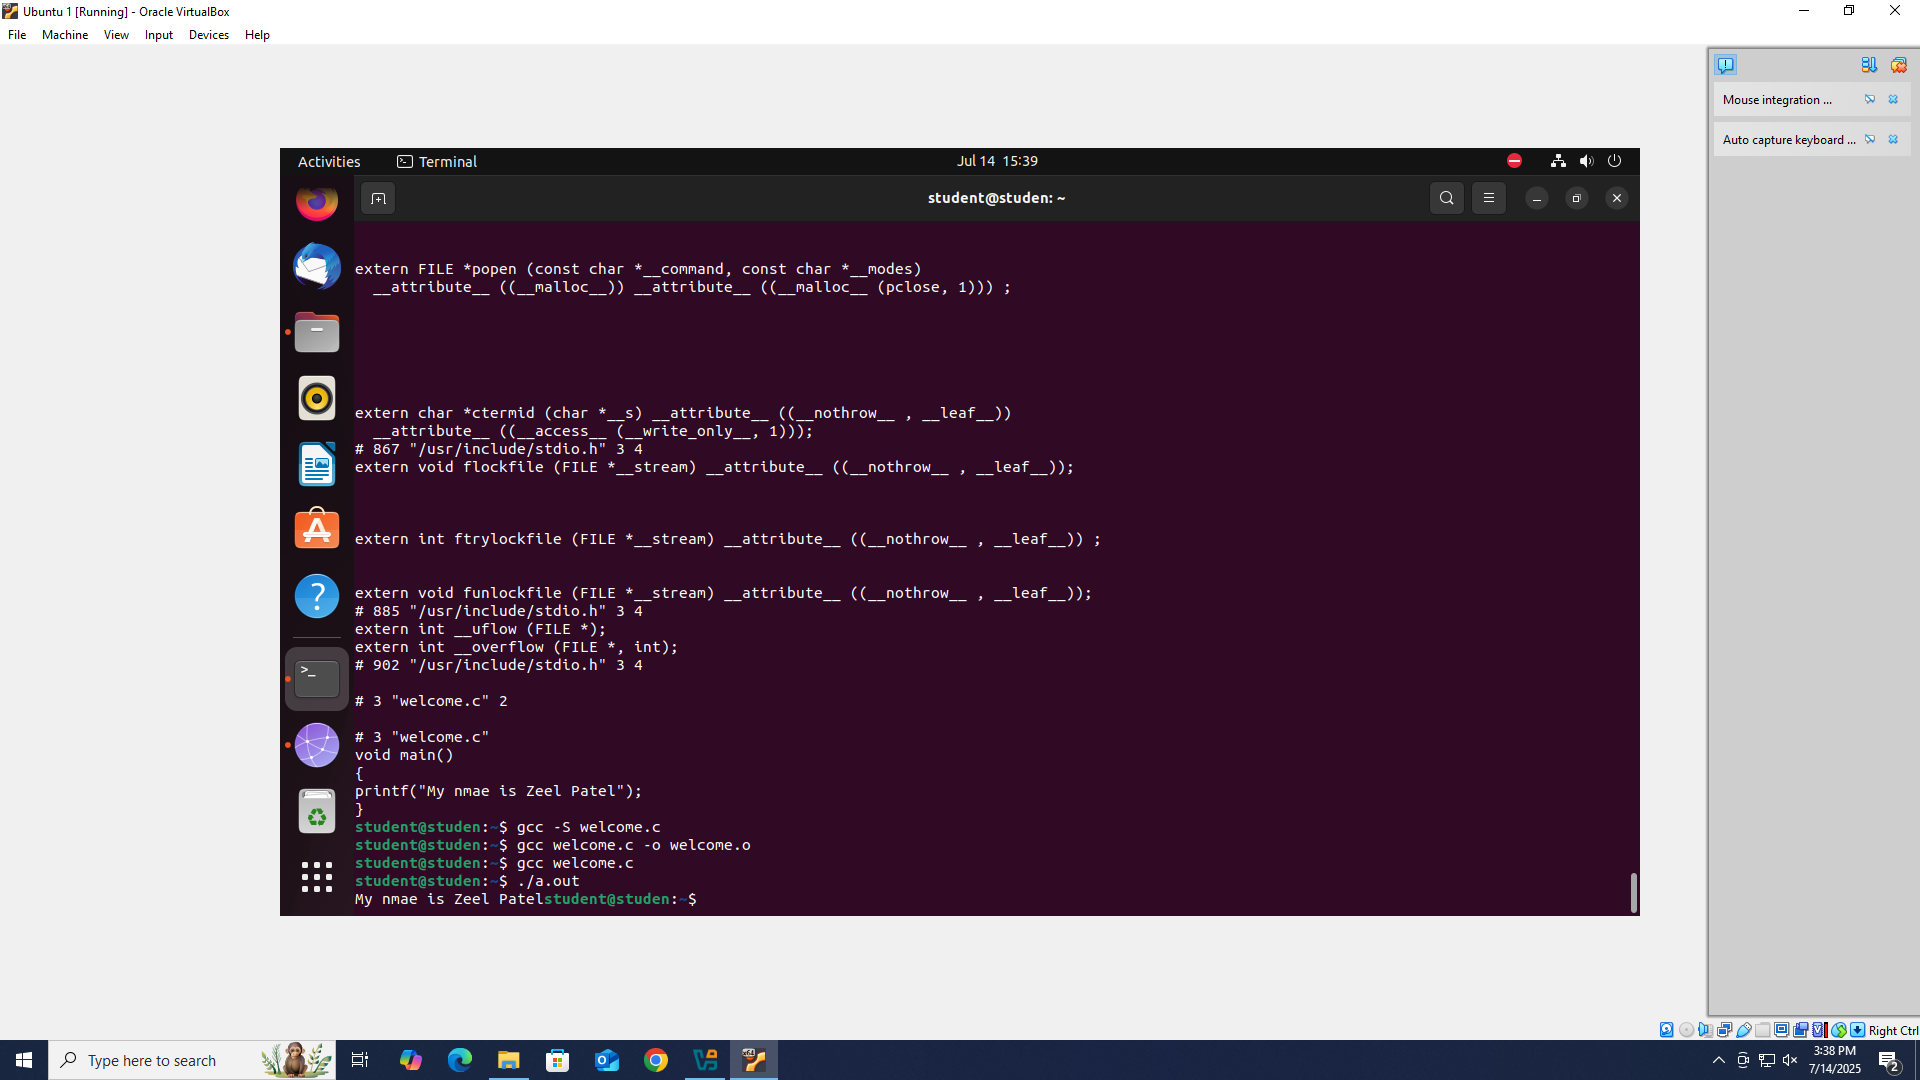 Ubuntu 1 [Running] - Oracle VirtualBox
File Machine View Input Devices Help
Mouse integration ...
Auto capture keyboard ...
Activities Terminal Jul 14 15:39
student@studen: ~
extern FILE *popen (const char *__command, const char *__modes)
  __attribute__ ((__malloc__)) __attribute__ ((__malloc__ (pclose, 1))) ;
extern char *ctermid (char *__s) __attribute__ ((__nothrow__ , __leaf__))
  __attribute__ ((__access__ (__write_only__, 1)));
# 867 "/usr/include/stdio.h" 3 4
extern void flockfile (FILE *__stream) __attribute__ ((__nothrow__ , __leaf__));
extern int ftrylockfile (FILE *__stream) __attribute__ ((__nothrow__ , __leaf__)) ;
extern void funlockfile (FILE *__stream) __attribute__ ((__nothrow__ , __leaf__));
# 885 "/usr/include/stdio.h" 3 4
extern int __uflow (FILE *);
extern int __overflow (FILE *, int);
# 902 "/usr/include/stdio.h" 3 4
# 3 "welcome.c" 2
# 3 "welcome.c"
void main()
{
printf("My nmae is Zeel Patel");
}
student@studen:~$ gcc -S welcome.c
student@studen:~$ gcc welcome.c -o welcome.o
student@studen:~$ gcc welcome.c
student@studen:~$ ./a.out
My nmae is Zeel Patelstudent@studen:~$
Right Ctrl
Type here to search
3:38 PM
7/14/2025
2